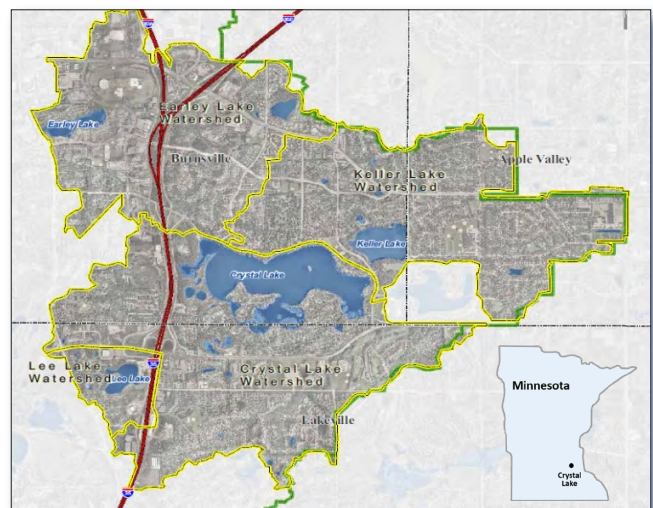 Earley Lake
Watershed
Earley Lake
Burnsville
Apple Valley
Keller Lake
Watershed
Keller Lake
Crystal Lake
Lee Lake
Watershed
Lee Lake
Crystal Lake
Watershed
Lakeville
Minnesota
Crystal
Lake